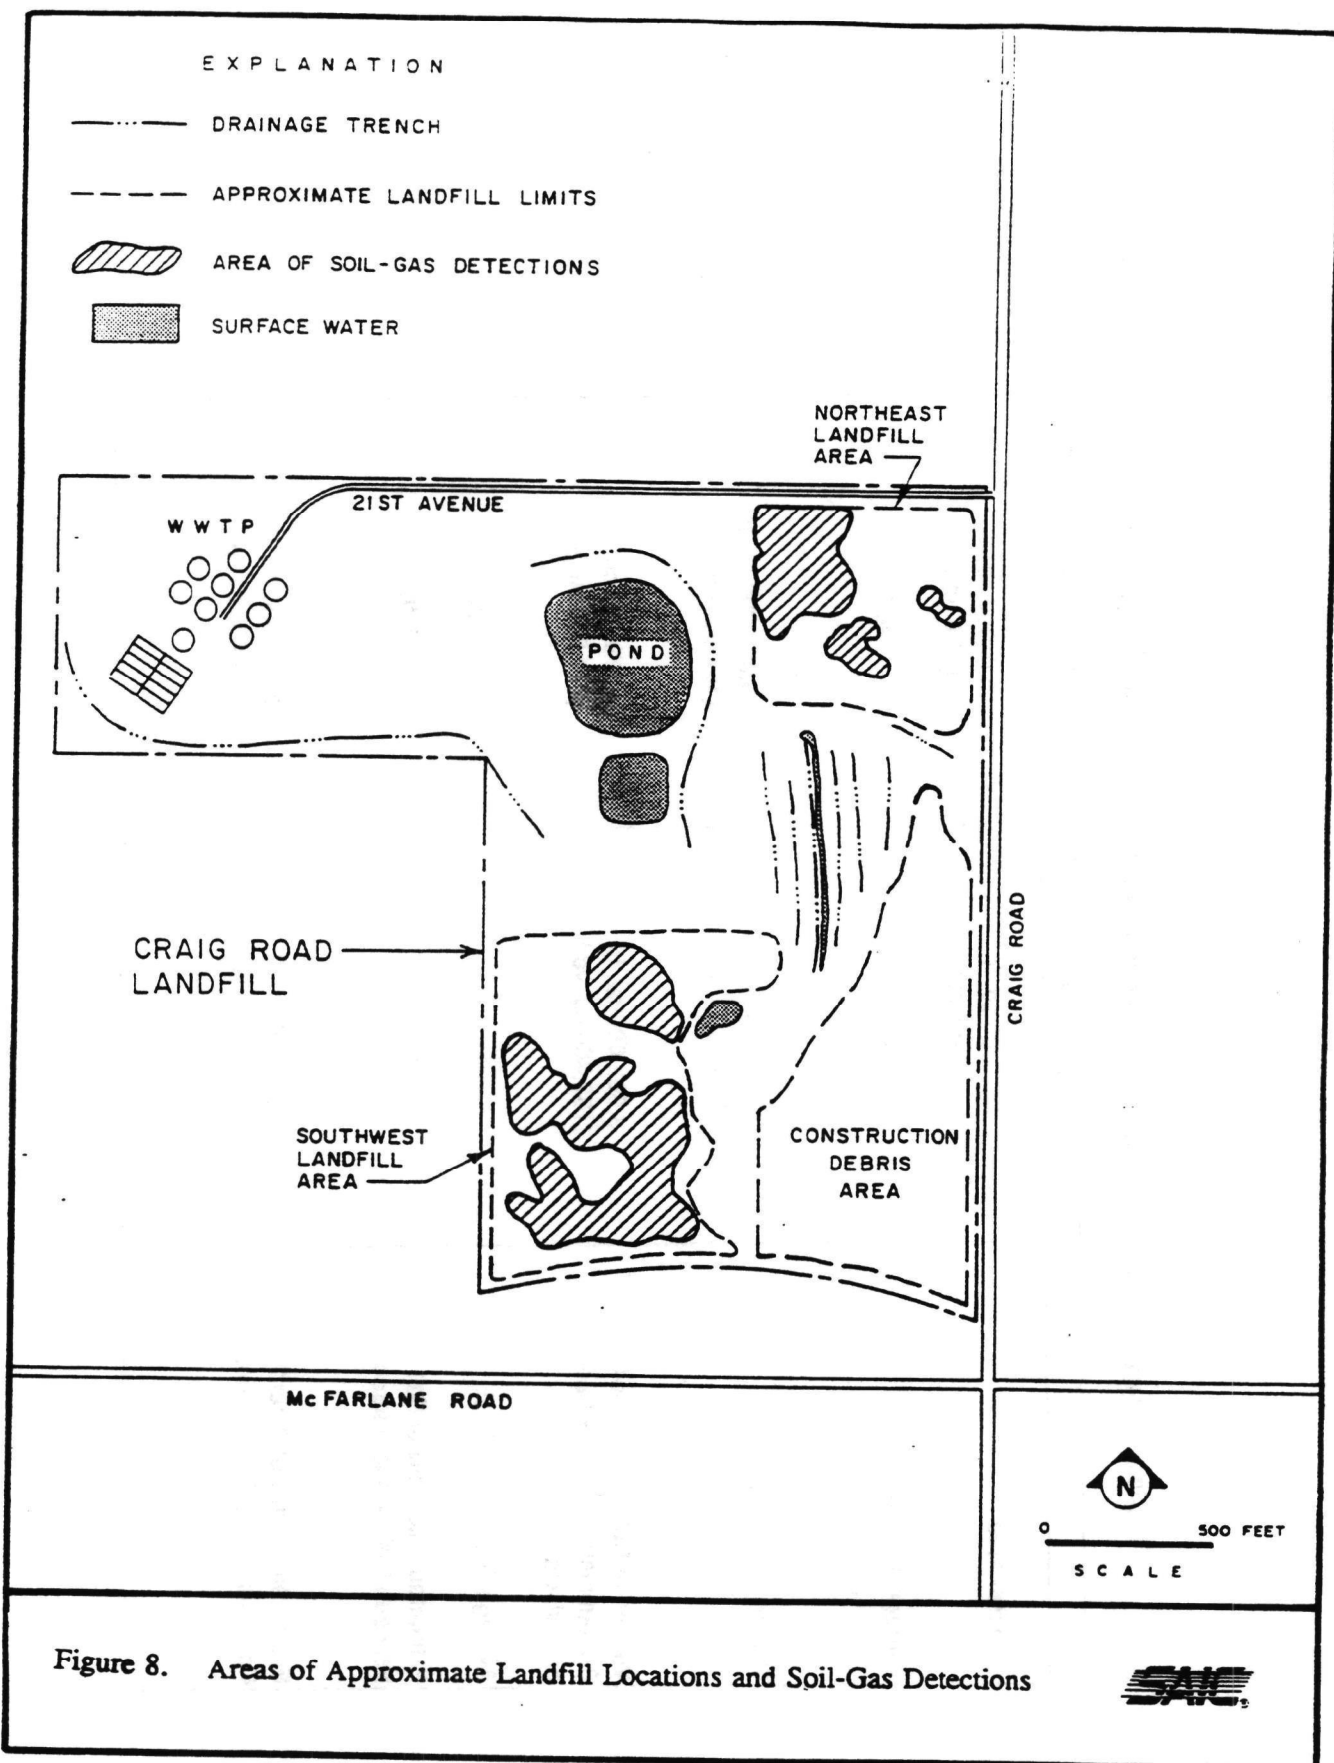 EXPLANATION
DRAINAGE TRENCH
APPROXIMATE LANDFILL LIMITS
AREA OF SOIL-GAS DETECTIONS
SURFACE WATER
NORTHEAST
LANDFILL
AREA
21ST AVENUE
WWTP
POND
CRAIG ROAD
LANDFILL
CRAIG ROAD
SOUTHWEST
LANDFILL
AREA
CONSTRUCTION
DEBRIS
AREA
McFARLANE ROAD
N
0 500 FEET
SCALE
Figure 8. Areas of Approximate Landfill Locations and Soil-Gas Detections
SAIC